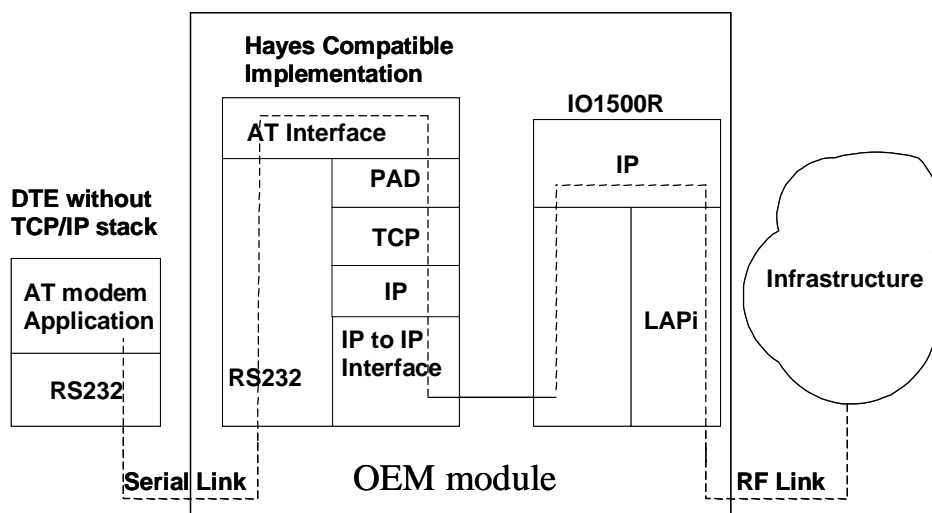 Hayes Compatible
Implementation
IO1500R
AT Interface
IP
PAD
DTE without
TCP/IP stack
TCP
Infrastructure
AT modem
Application
IP
LAPi
IP to IP
Interface
RS232
RS232
Serial Link
OEM module
RF Link